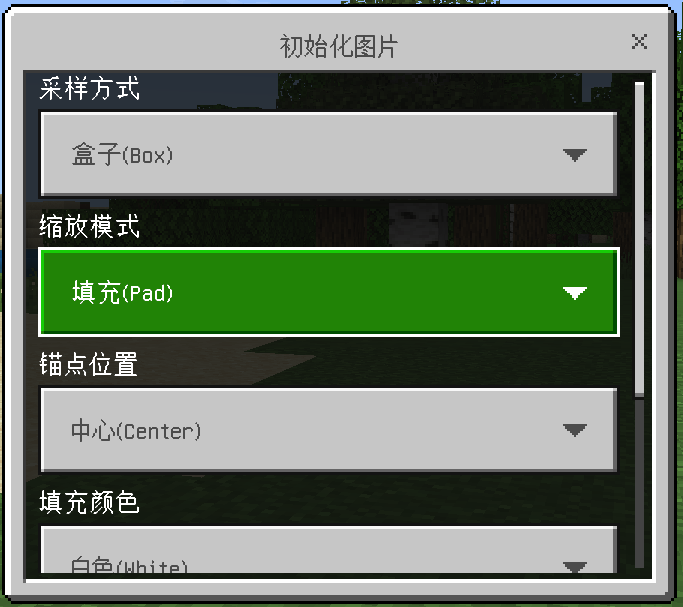 初始化图片
采样方式
盒子(Box)
缩放模式
填充(Pad)
锚点位置
中心(Center)
填充颜色
白色(White)